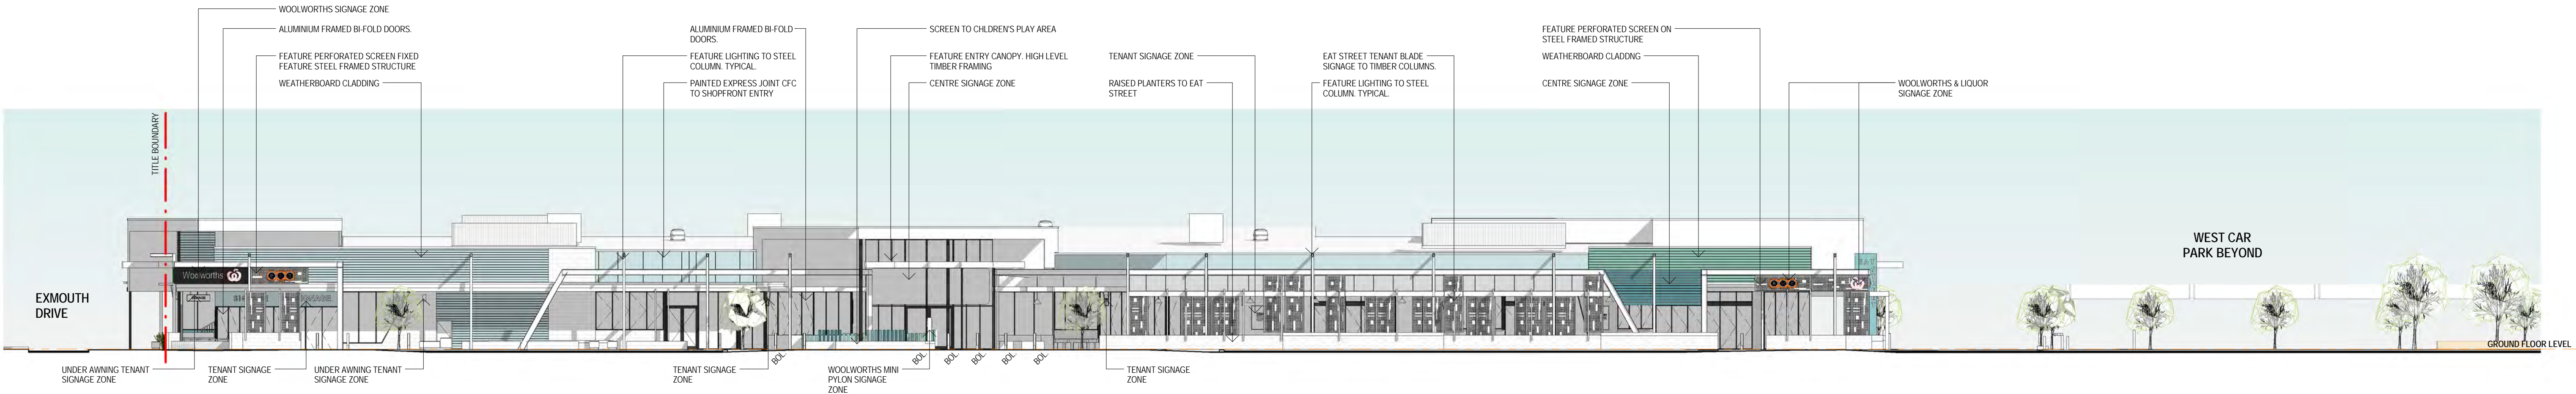 WOOLWORTHS SIGNAGE ZONE
ALUMINIUM FRAMED BI-FOLD DOORS.
FEATURE PERFORATED SCREEN FIXED
FEATURE STEEL FRAMED STRUCTURE
WEATHERBOARD CLADDING
ALUMINIUM FRAMED BI-FOLD
DOORS.
FEATURE LIGHTING TO STEEL
COLUMN. TYPICAL.
PAINTED EXPRESS JOINT CFC
TO SHOPFRONT ENTRY
SCREEN TO CHLDREN'S PLAY AREA
FEATURE ENTRY CANOPY. HIGH LEVEL
TIMBER FRAMING
CENTRE SIGNAGE ZONE
TENANT SIGNAGE ZONE
RAISED PLANTERS TO EAT
STREET
EAT STREET TENANT BLADE
SIGNAGE TO TIMBER COLUMNS.
FEATURE LIGHTING TO STEEL
COLUMN. TYPICAL.
FEATURE PERFORATED SCREEN ON
STEEL FRAMED STRUCTURE
WEATHERBOARD CLADDNG
CENTRE SIGNAGE ZONE
WOOLWORTHS & LIQUOR
SIGNAGE ZONE
TITLE BOUNDARY
EXMOUTH
DRIVE
Woolworths
EAT
WEST CAR
PARK BEYOND
GROUND FLOOR LEVEL
BOL.
BOL.
BOL.
BOL.
BOL.
BOL.
UNDER AWNING TENANT
SIGNAGE ZONE
TENANT SIGNAGE
ZONE
UNDER AWNING TENANT
SIGNAGE ZONE
TENANT SIGNAGE
ZONE
WOOLWORTHS MINI
PYLON SIGNAGE
ZONE
TENANT SIGNAGE
ZONE